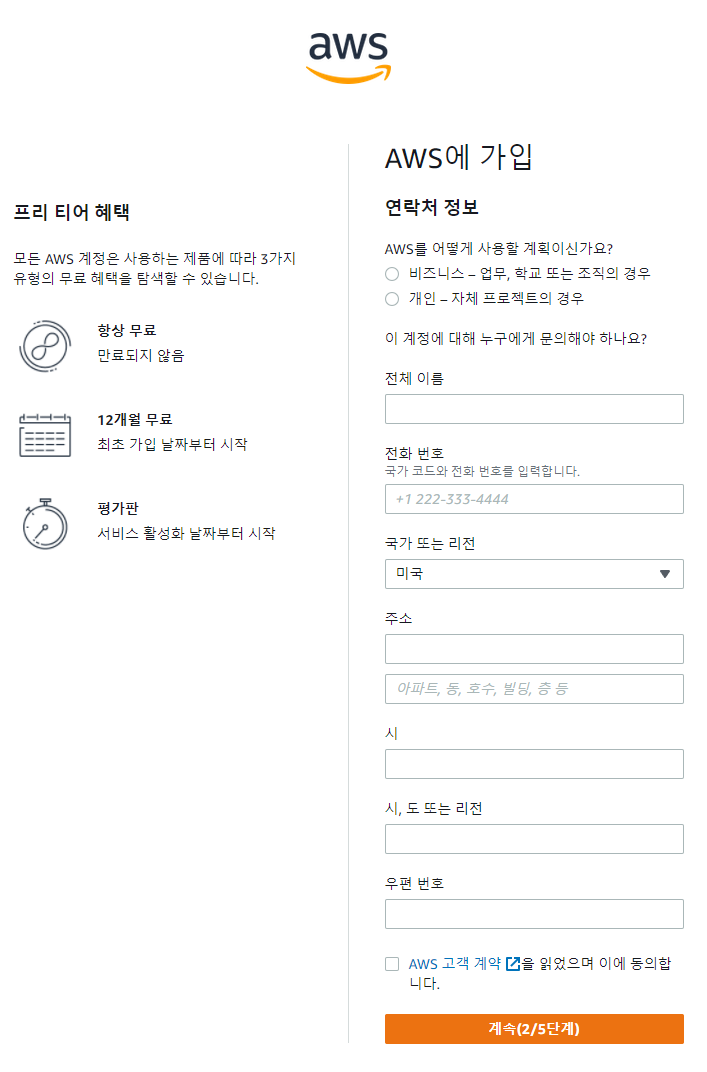 aws
프리 티어 혜택
모든 AWS 계정은 사용하는 제품에 따라 3가지
유형의 무료 혜택을 탐색할 수 있습니다.
항상 무료
만료되지 않음
12개월 무료
최초 가입 날짜부터 시작
평가판
서비스 활성화 날짜부터 시작
AWS에 가입
연락처 정보
AWS를 어떻게 사용할 계획이신가요?
비즈니스 – 업무, 학교 또는 조직의 경우
개인 – 자체 프로젝트의 경우
이 계정에 대해 누구에게 문의해야 하나요?
전체 이름
전화 번호
국가 코드와 전화 번호를 입력합니다.
+1 222-333-4444
국가 또는 리전
미국
주소
아파트, 동, 호수, 빌딩, 층 등
시
시, 도 또는 리전
우편 번호
AWS 고객 계약 을 읽었으며 이에 동의합
니다.
계속(2/5단계)